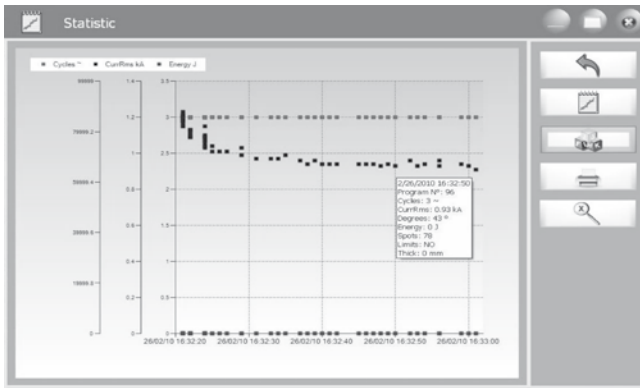 Statistic
Cycles ~ CurrRms kA Energy J
1.4 3.5
1.2 3
1 2.5
0.8 2
0.6 1.5
0.4 1
0.2 0.5
0 0 0
2/26/2010 16:32:50
Program Nº: 96
Cycles: 3 ~
CurrRms: 0.93 kA
Degrees: 43 º
Energy: 0 J
Spots: 78
Limits: NO
Thick: 0 mm
26/02/10 16:32:20 26/02/10 16:32:30 26/02/10 16:32:40 26/02/10 16:32:50 26/02/10 16:33:00